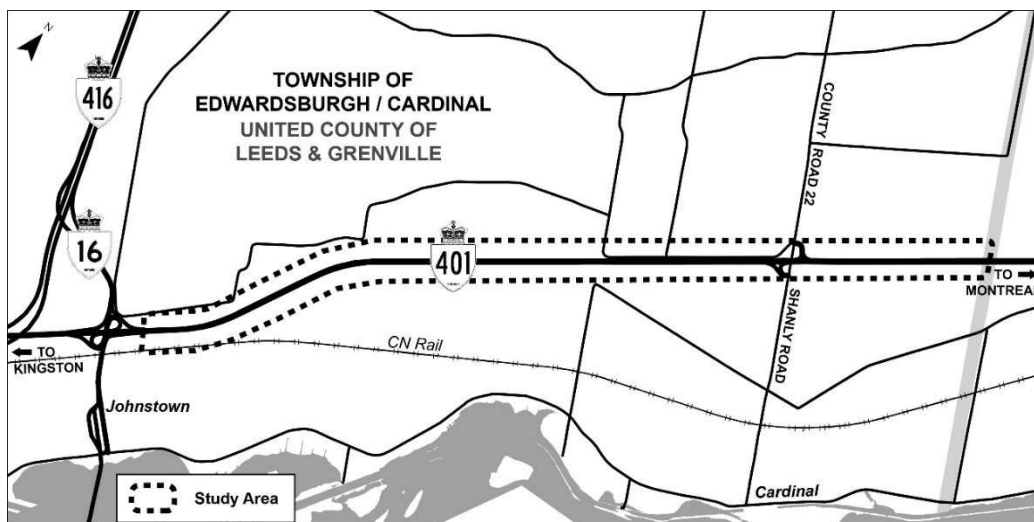 N
416
TOWNSHIP OF
EDWARDSBURGH / CARDINAL
UNITED COUNTY OF
LEEDS & GRENVILLE
COUNTY ROAD 22
16
401
TO
MONTREAL
SHANLY ROAD
TO
KINGSTON
CN Rail
Johnstown
Study Area
Cardinal